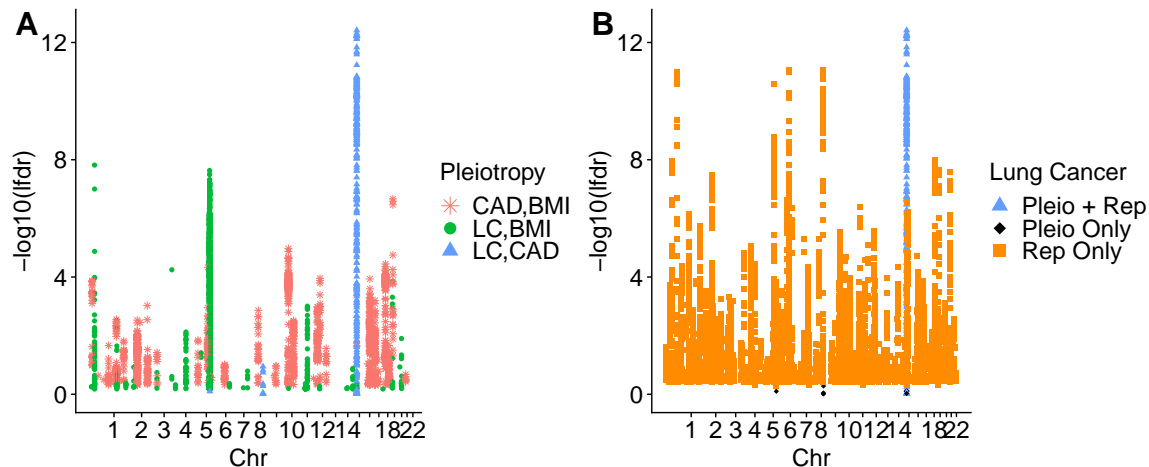 A
−log10(lfdr)
12
8
4
0
1 2 3 4 5 6 7 8 10 12 14 18 22
Chr
Pleiotropy
CAD,BMI
LC,BMI
LC,CAD
B
−log10(lfdr)
12
8
4
0
1 2 3 4 5 6 7 8 10 12 14 18 22
Chr
Lung Cancer
Pleio + Rep
Pleio Only
Rep Only